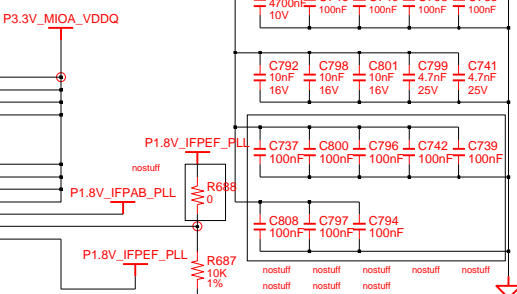 4700nF
10V
100nF
100nF
100nF
100nF
P3.3V_MIOA_VDDQ
C792 C798 C801 C799 C741
10nF 10nF 10nF 4.7nF 4.7nF
16V 16V 16V 25V 25V
P1.8V_IFPEF_PLL
C737 C800 C796 C742 C739
100nF 100nF 100nF 100nF 100nF
nostuff
R688
0
P1.8V_IFPAB_PLL
C808 C797 C794
100nF 100nF 100nF
P1.8V_IFPEF_PLL
R687
10K
1%
nostuff nostuff nostuff nostuff nostuff
nostuff nostuff nostuff